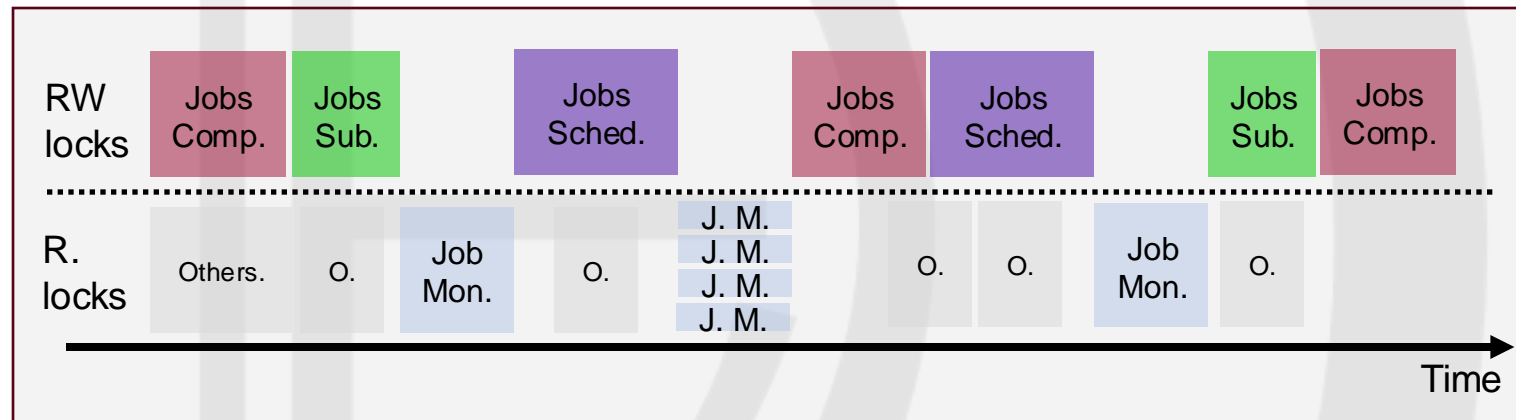 RW
locks
Jobs
Comp.
Jobs
Sub.
Jobs
Sched.
Jobs
Comp.
Jobs
Sched.
Jobs
Sub.
Jobs
Comp.
R.
locks
Others.
O.
Job
Mon.
O.
J. M.
J. M.
J. M.
J. M.
O.
O.
Job
Mon.
O.
Time